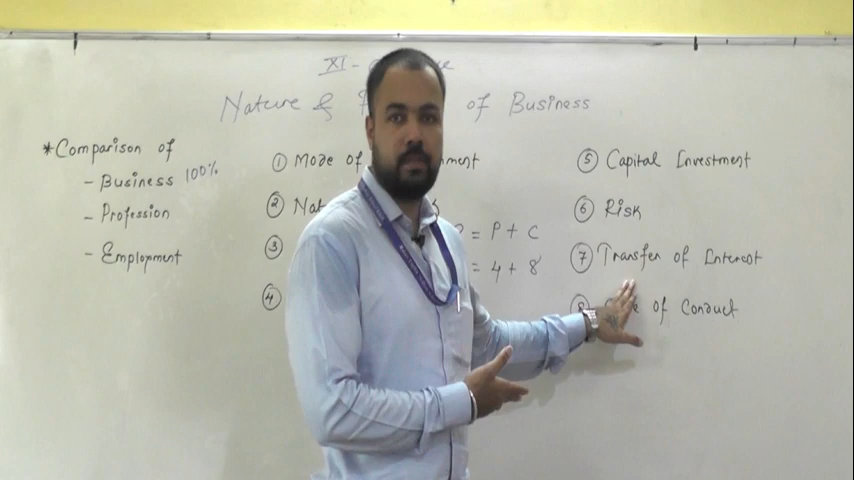 XI-
Nature & of Business
*Comparison of
- Business 100%
- Profession
- Employment
① Mode of
②
③
④
= P + C
= 4 + 8
⑤ Capital Investment
⑥ Risk
⑦ Transfer of Interest
⑧ of Conduct